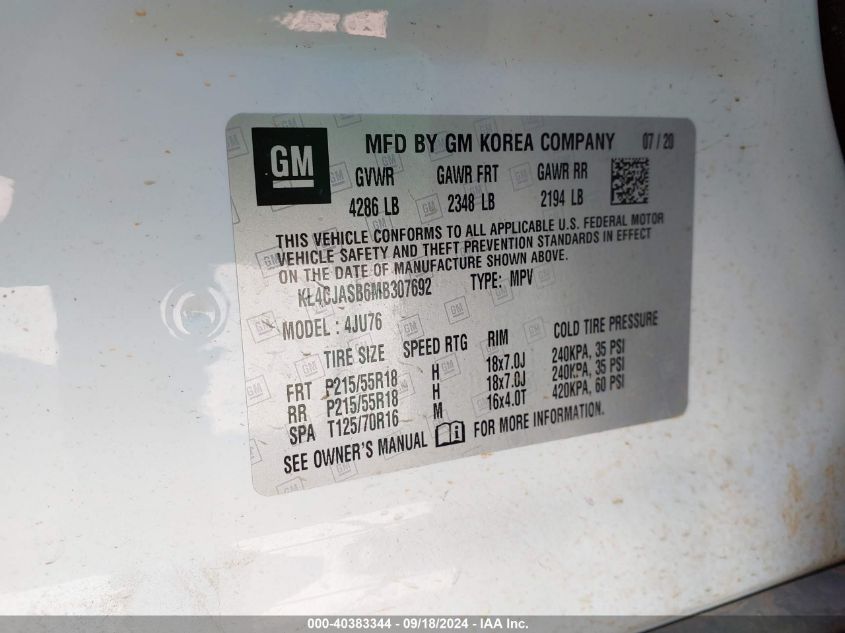 GM
MFD BY GM KOREA COMPANY 07 / 20
GVWR GAWR FRT GAWR RR
4286 LB 2348 LB 2194 LB
THIS VEHICLE CONFORMS TO ALL APPLICABLE U.S. FEDERAL MOTOR
VEHICLE SAFETY AND THEFT PREVENTION STANDARDS IN EFFECT
ON THE DATE OF MANUFACTURE SHOWN ABOVE.
KL4CJASB6MB307692 TYPE: MPV
MODEL : 4JU76
TIRE SIZE SPEED RTG RIM COLD TIRE PRESSURE
FRT P215/55R18 H 18x7.0J 240KPA, 35 PSI
RR P215/55R18 H 18x7.0J 240KPA, 35 PSI
SPA T125/70R16 M 16x4.0T 420KPA, 60 PSI
SEE OWNER'S MANUAL FOR MORE INFORMATION.
000-40383344 - 09/18/2024 - IAA Inc.